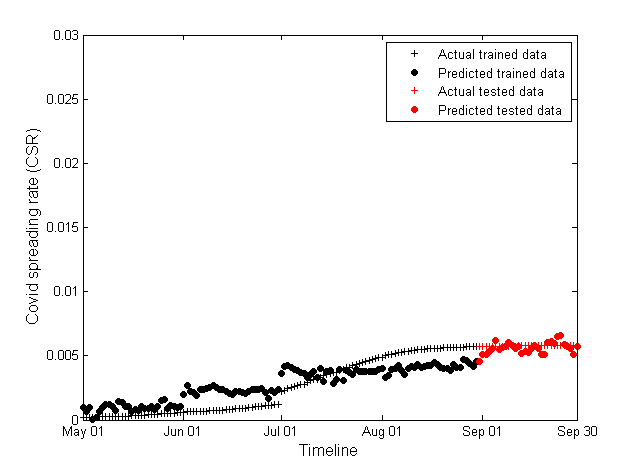 0.03
0.025
0.02
0.015
0.01
0.005
0
Covid spreading rate (CSR)
Actual trained data
Predicted trained data
Actual tested data
Predicted tested data
May 01 Jun 01 Jul 01 Aug 01 Sep 01 Sep 30
Timeline